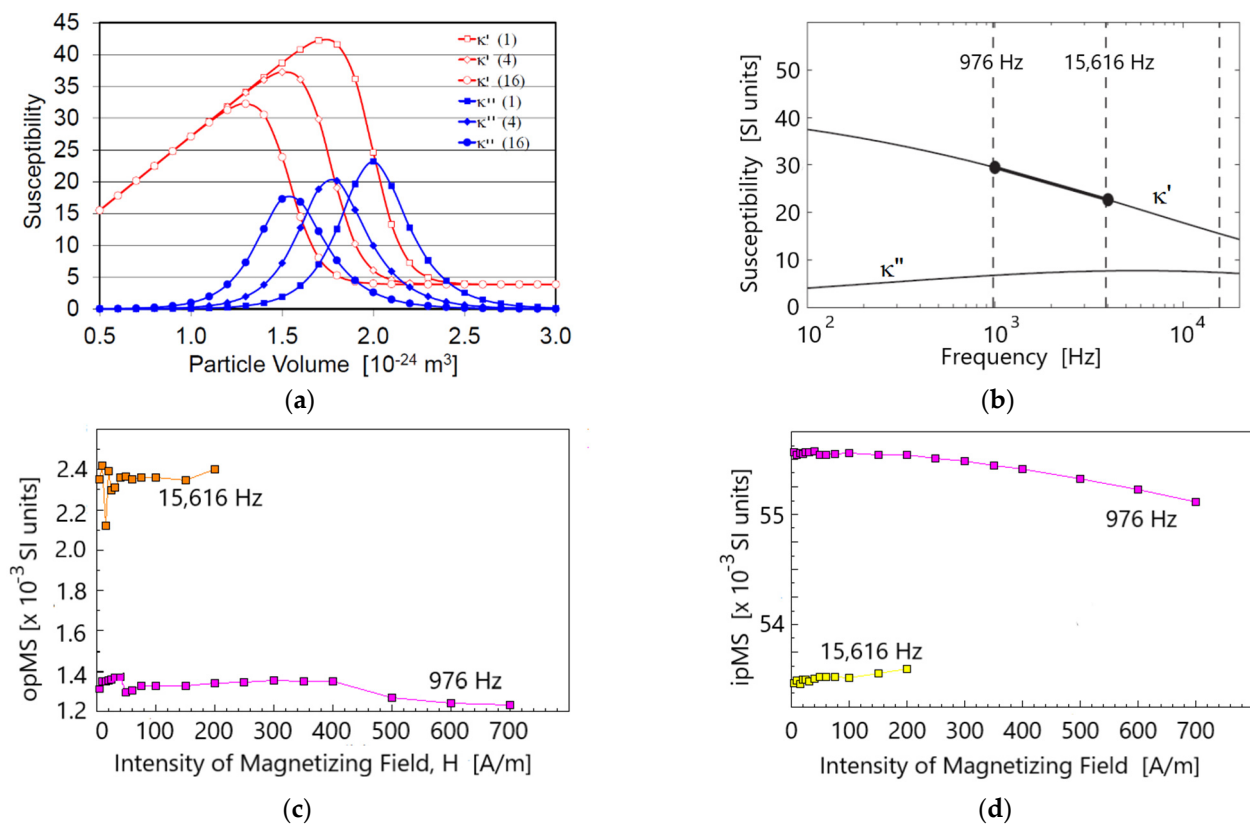 Susceptibility
45
40
35
30
25
20
15
10
5
0
κ' (1)
κ' (4)
κ' (16)
κ'' (1)
κ'' (4)
κ'' (16)
0.5 1.0 1.5 2.0 2.5 3.0
Particle Volume [10⁻²⁴ m³]
(a)
Susceptibility [SI units]
50
40
30
20
10
0
976 Hz 15,616 Hz
κ'
κ''
10² 10³ 10⁴
Frequency [Hz]
(b)
opMS [x 10⁻³ SI units]
2.4
2.2
2.0
1.8
1.6
1.4
1.2
15,616 Hz
976 Hz
0 100 200 300 400 500 600 700
Intensity of Magnetizing Field, H [A/m]
(c)
ipMS [x 10⁻³ SI units]
55
54
976 Hz
15,616 Hz
0 100 200 300 400 500 600 700
Intensity of Magnetizing Field [A/m]
(d)